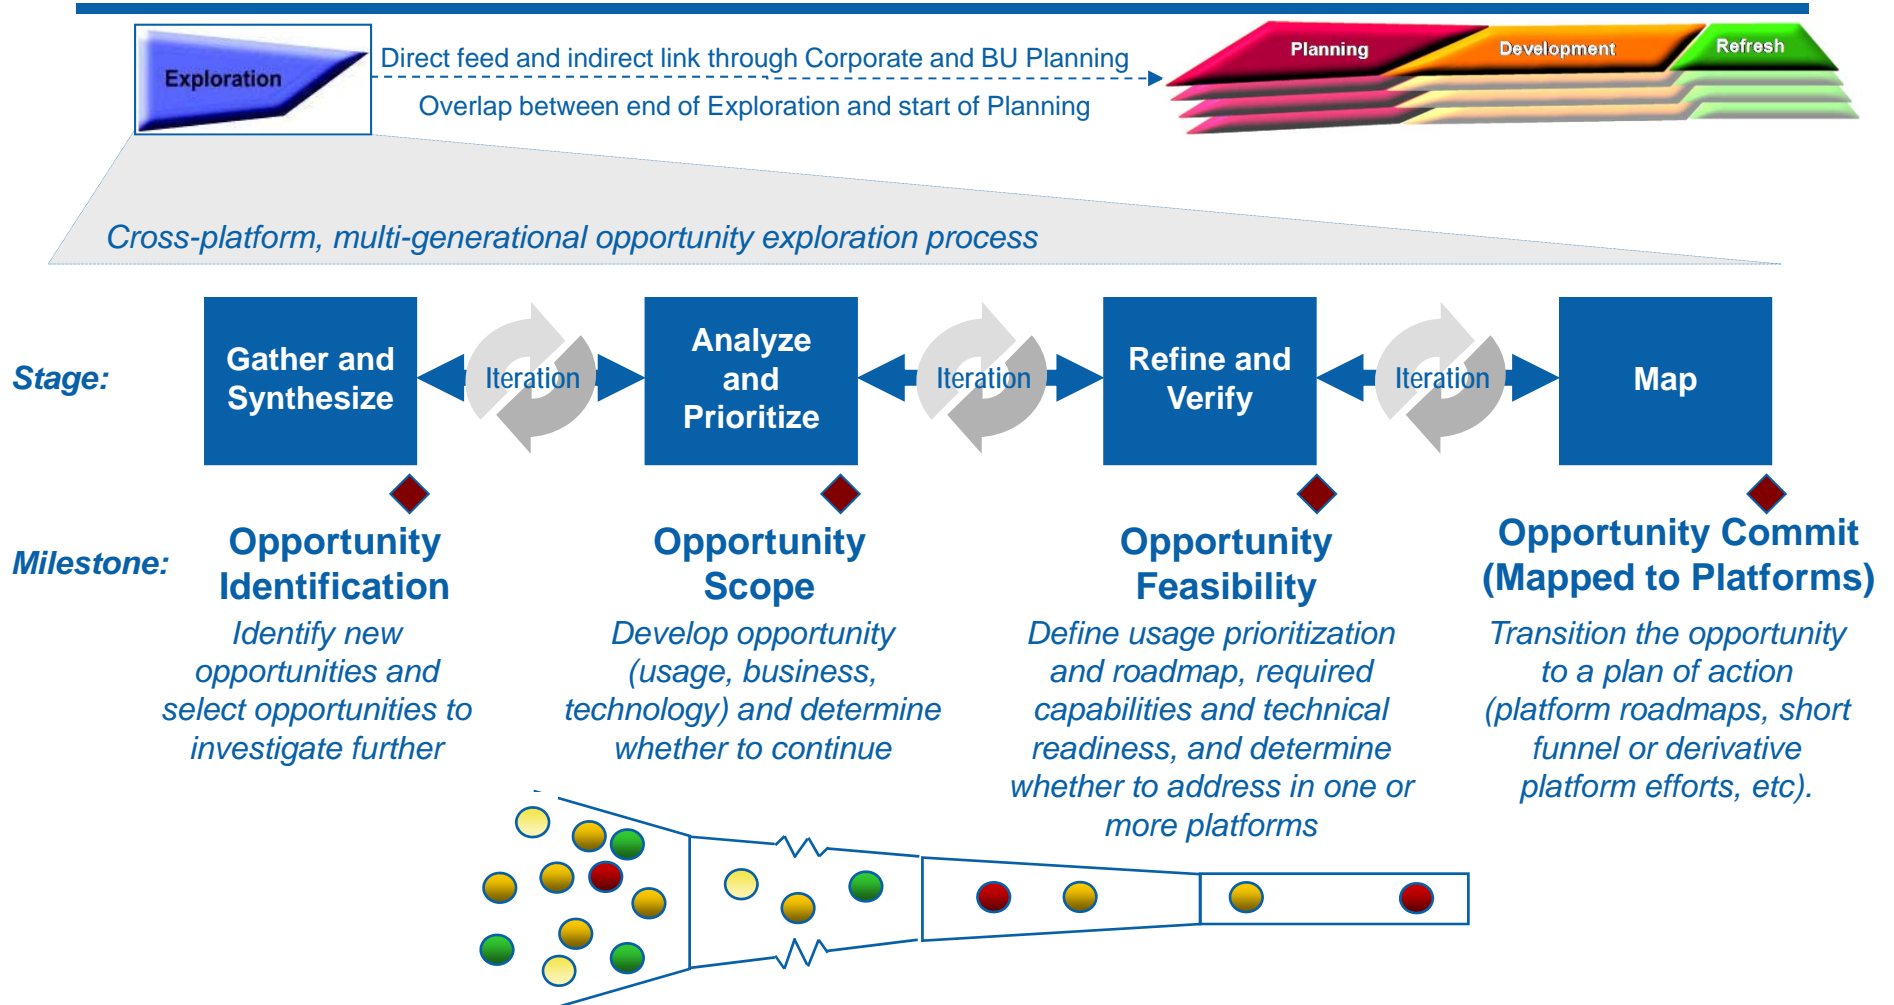 Exploration
Direct feed and indirect link through Corporate and BU Planning
Overlap between end of Exploration and start of Planning
Planning
Development
Refresh
Cross-platform, multi-generational opportunity exploration process
Stage:
Gather and
Synthesize
Iteration
Analyze
and
Prioritize
Iteration
Refine and
Verify
Iteration
Map
Milestone:
Opportunity
Identification
Identify new
opportunities and
select opportunities to
investigate further
Opportunity
Scope
Develop opportunity
(usage, business,
technology) and determine
whether to continue
Opportunity
Feasibility
Define usage prioritization
and roadmap, required
capabilities and technical
readiness, and determine
whether to address in one or
more platforms
Opportunity Commit
(Mapped to Platforms)
Transition the opportunity
to a plan of action
(platform roadmaps, short
funnel or derivative
platform efforts, etc).